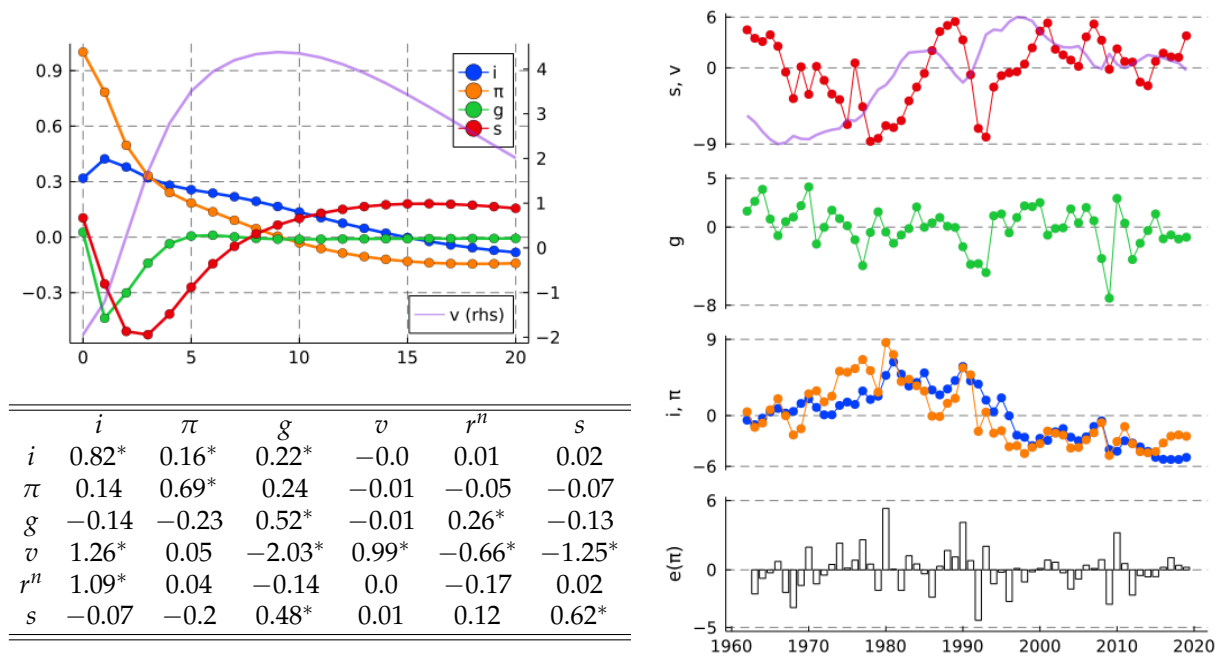 0.9
0.6
0.3
0.0
−0.3
4
3
2
1
0
−1
−2
0
5
10
15
20
i
π
g
s
v (rhs)
i π g v rⁿ s
i 0.82* 0.16* 0.22* −0.0 0.01 0.02
π 0.14 0.69* 0.24 −0.01 −0.05 −0.07
g −0.14 −0.23 0.52* −0.01 0.26* −0.13
v 1.26* 0.05 −2.03* 0.99* −0.66* −1.25*
rⁿ 1.09* 0.04 −0.14 0.0 −0.17 0.02
s −0.07 −0.2 0.48* 0.01 0.12 0.62*
s, v
6
0
−9
g
5
0
−8
i, π
9
0
−6
e(π)
6
0
−5
1960
1970
1980
1990
2000
2010
2020